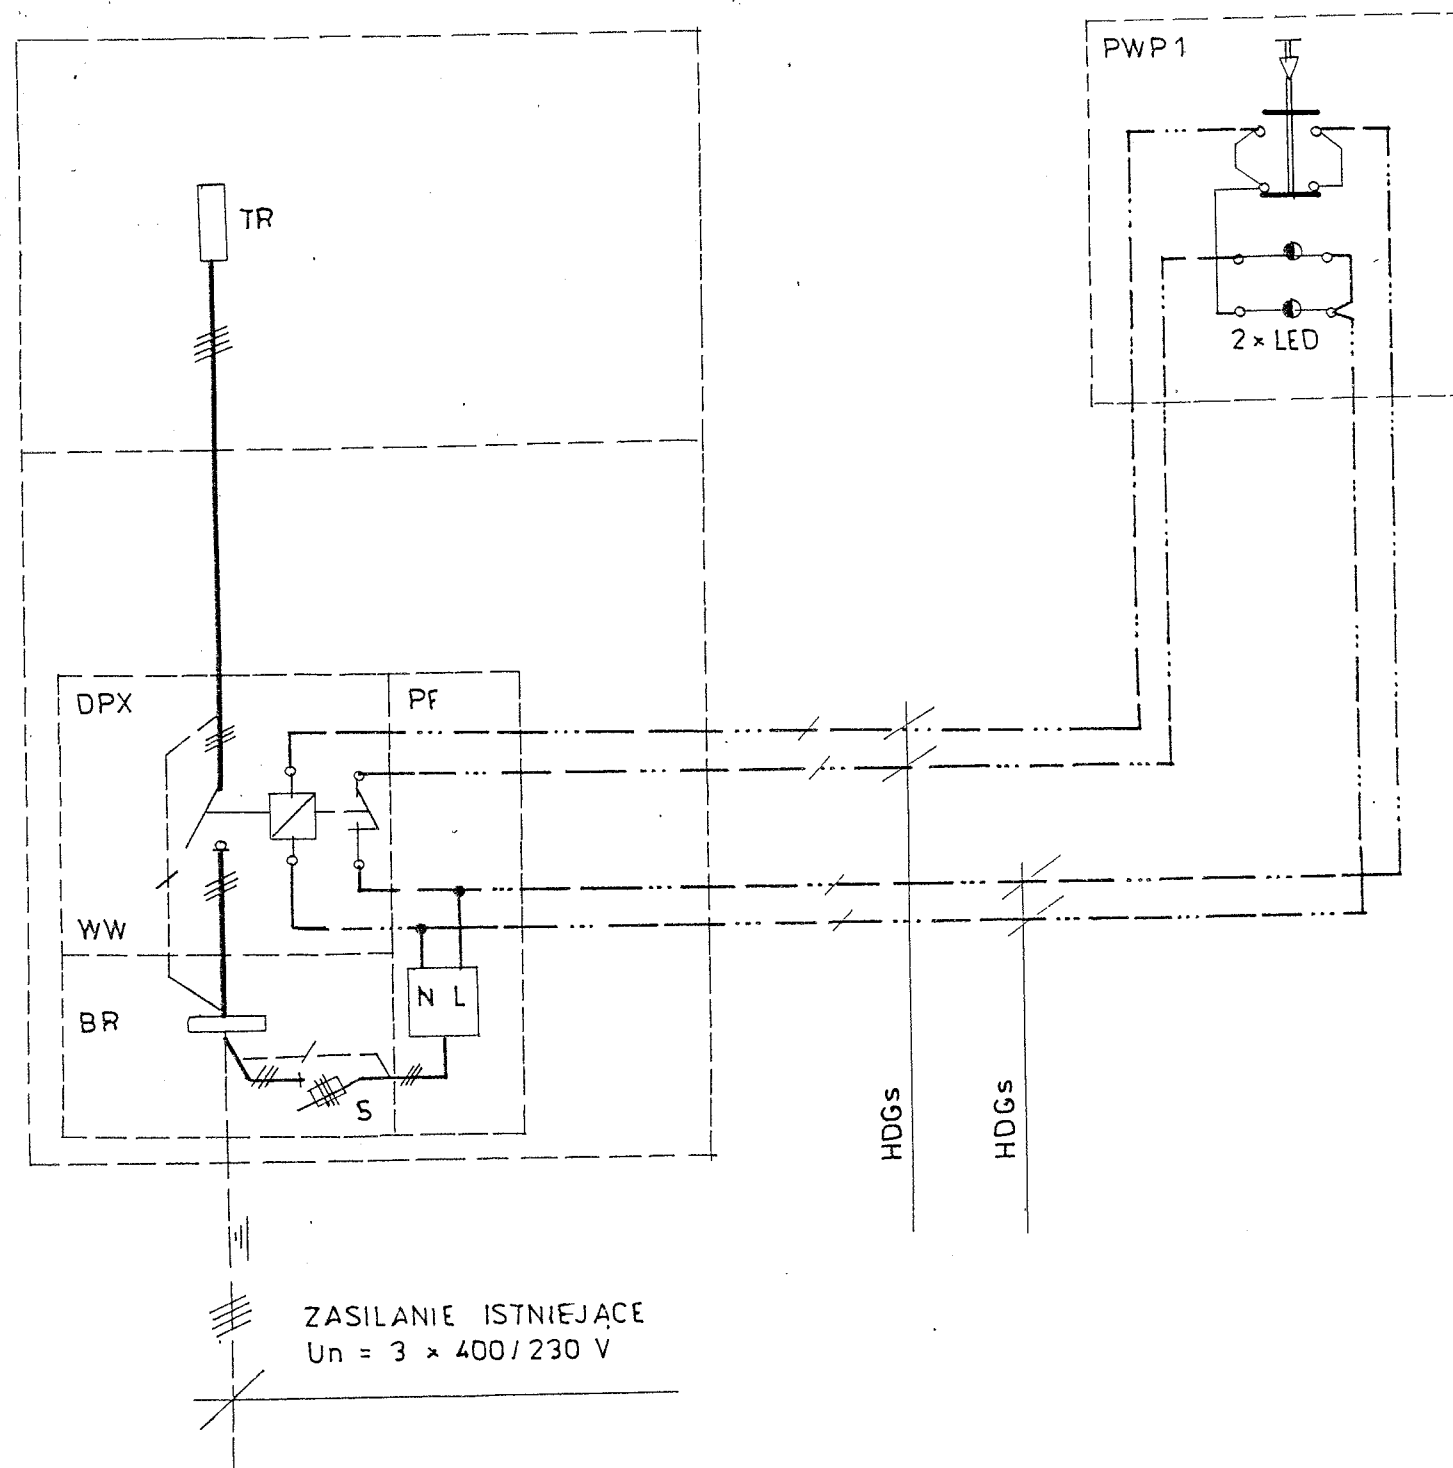 PWP1
TR
2 x LED
DPX
PF
WW
N L
BR
S
HDGs
HDGs
ZASILANIE ISTNIEJĄCE
Un = 3 x 400/230 V